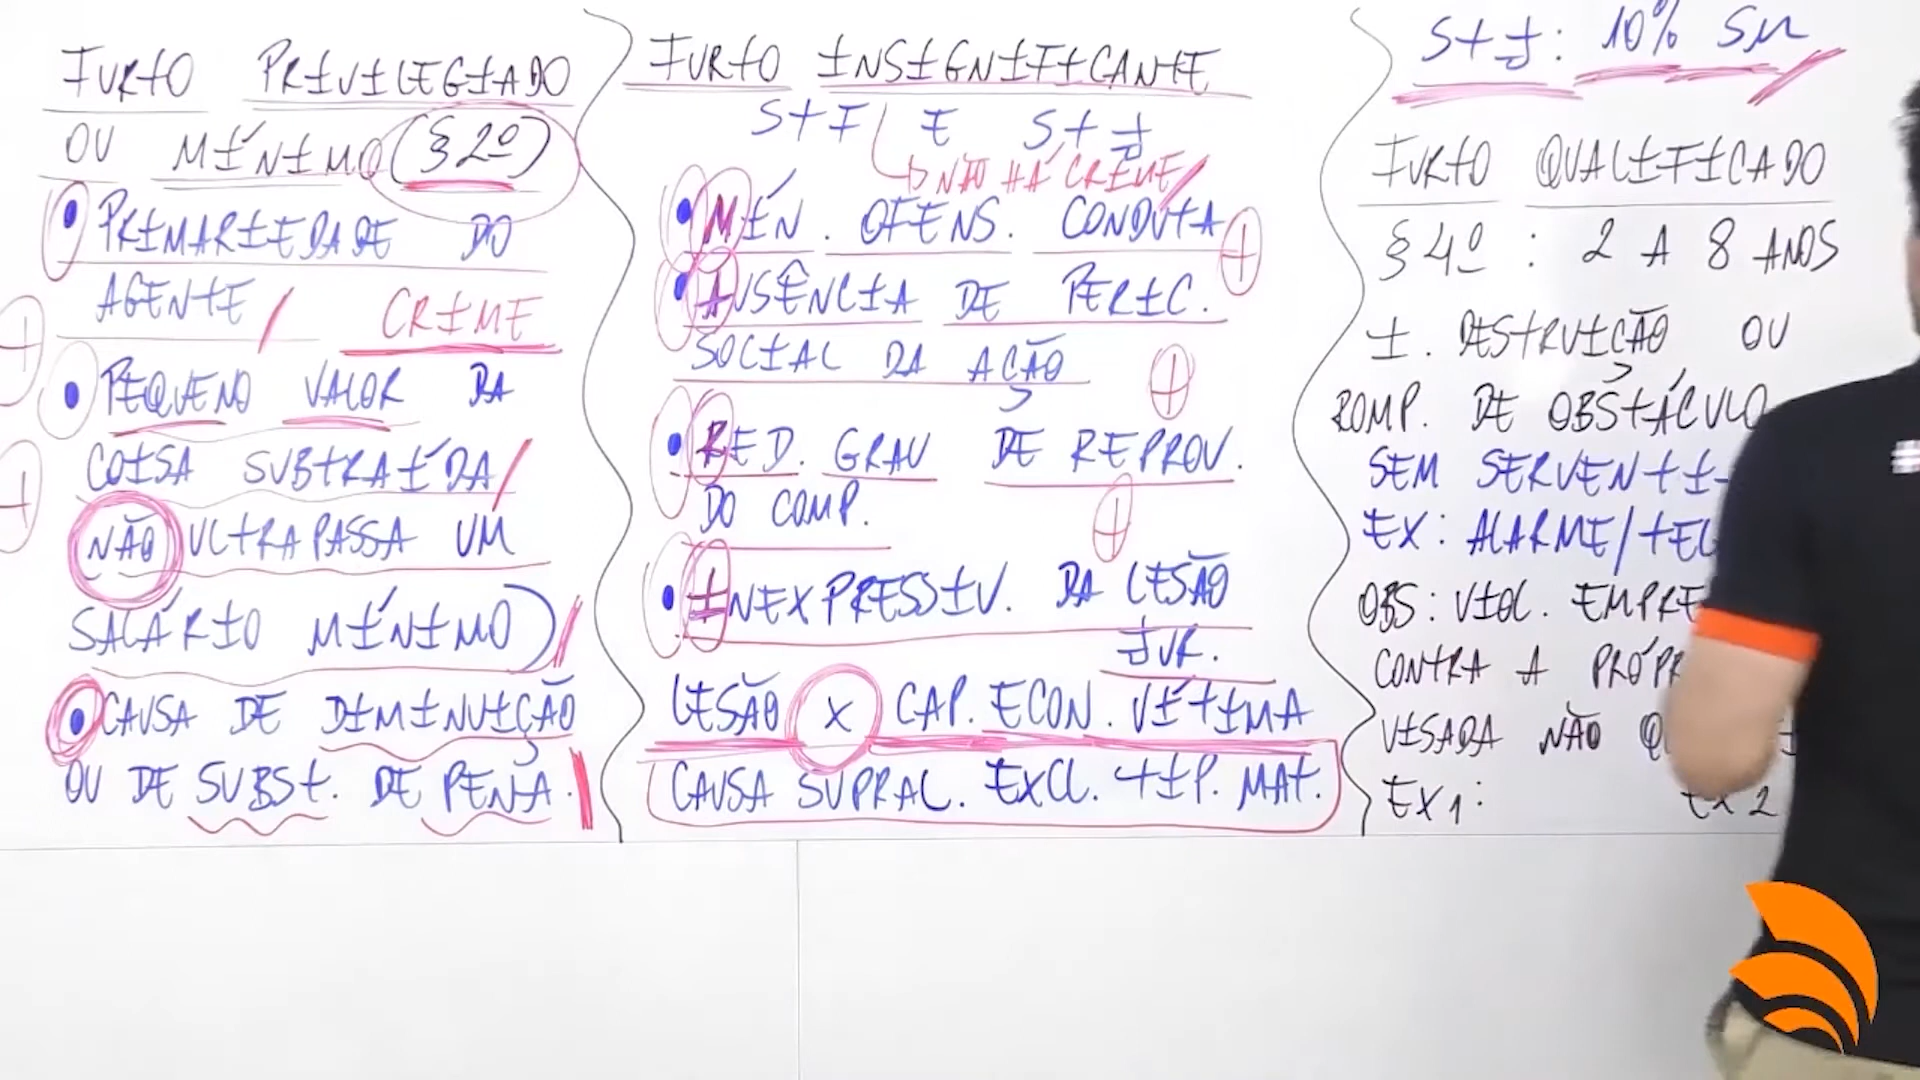 FURTO PRIVILEGIADO
OU MÍNIMO (§ 2º)
• PRIMARIEDADE DO
AGENTE / CRIME
• PEQUENO VALOR DA
COISA SUBTRAÍDA /
NÃO ULTRAPASSA UM
SALÁRIO MÍNIMO)
• CAUSA DE DIMINUIÇÃO
OU DE SUBST. DE PENA.
FURTO INSIGNIFICANTE
STF E STJ
NÃO HÁ CRIME
• MÍN. OFENS. CONDUTA +
• AUSÊNCIA DE PERIC.
SOCIAL DA AÇÃO +
• RED. GRAU DE REPROV.
DO COMP. +
• INEXPRESSIV. DA LESÃO
JUR.
LESÃO X CAP. ECON. VÍTIMA
CAUSA SUPRAL. EXCL. TIP. MAT.
STJ: 10% SM
FURTO QUALIFICADO
§ 4º : 2 A 8 ANOS
I. DESTRUIÇÃO OU
ROMP. DE OBSTÁCULO
SEM SERVENTI-
EX: ALARME/TEL
OBS: VIOL. EMPRE
CONTRA A PRÓPR
VISADA NÃO
EX 1: EX 2